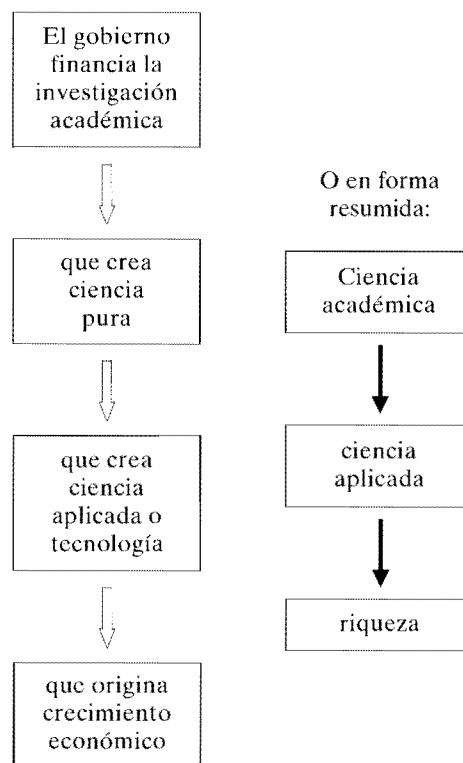 El gobierno
financia la
investigación
académica
que crea
ciencia
pura
que crea
ciencia
aplicada o
tecnología
que origina
crecimiento
económico
O en forma
resumida:
Ciencia
académica
ciencia
aplicada
riqueza